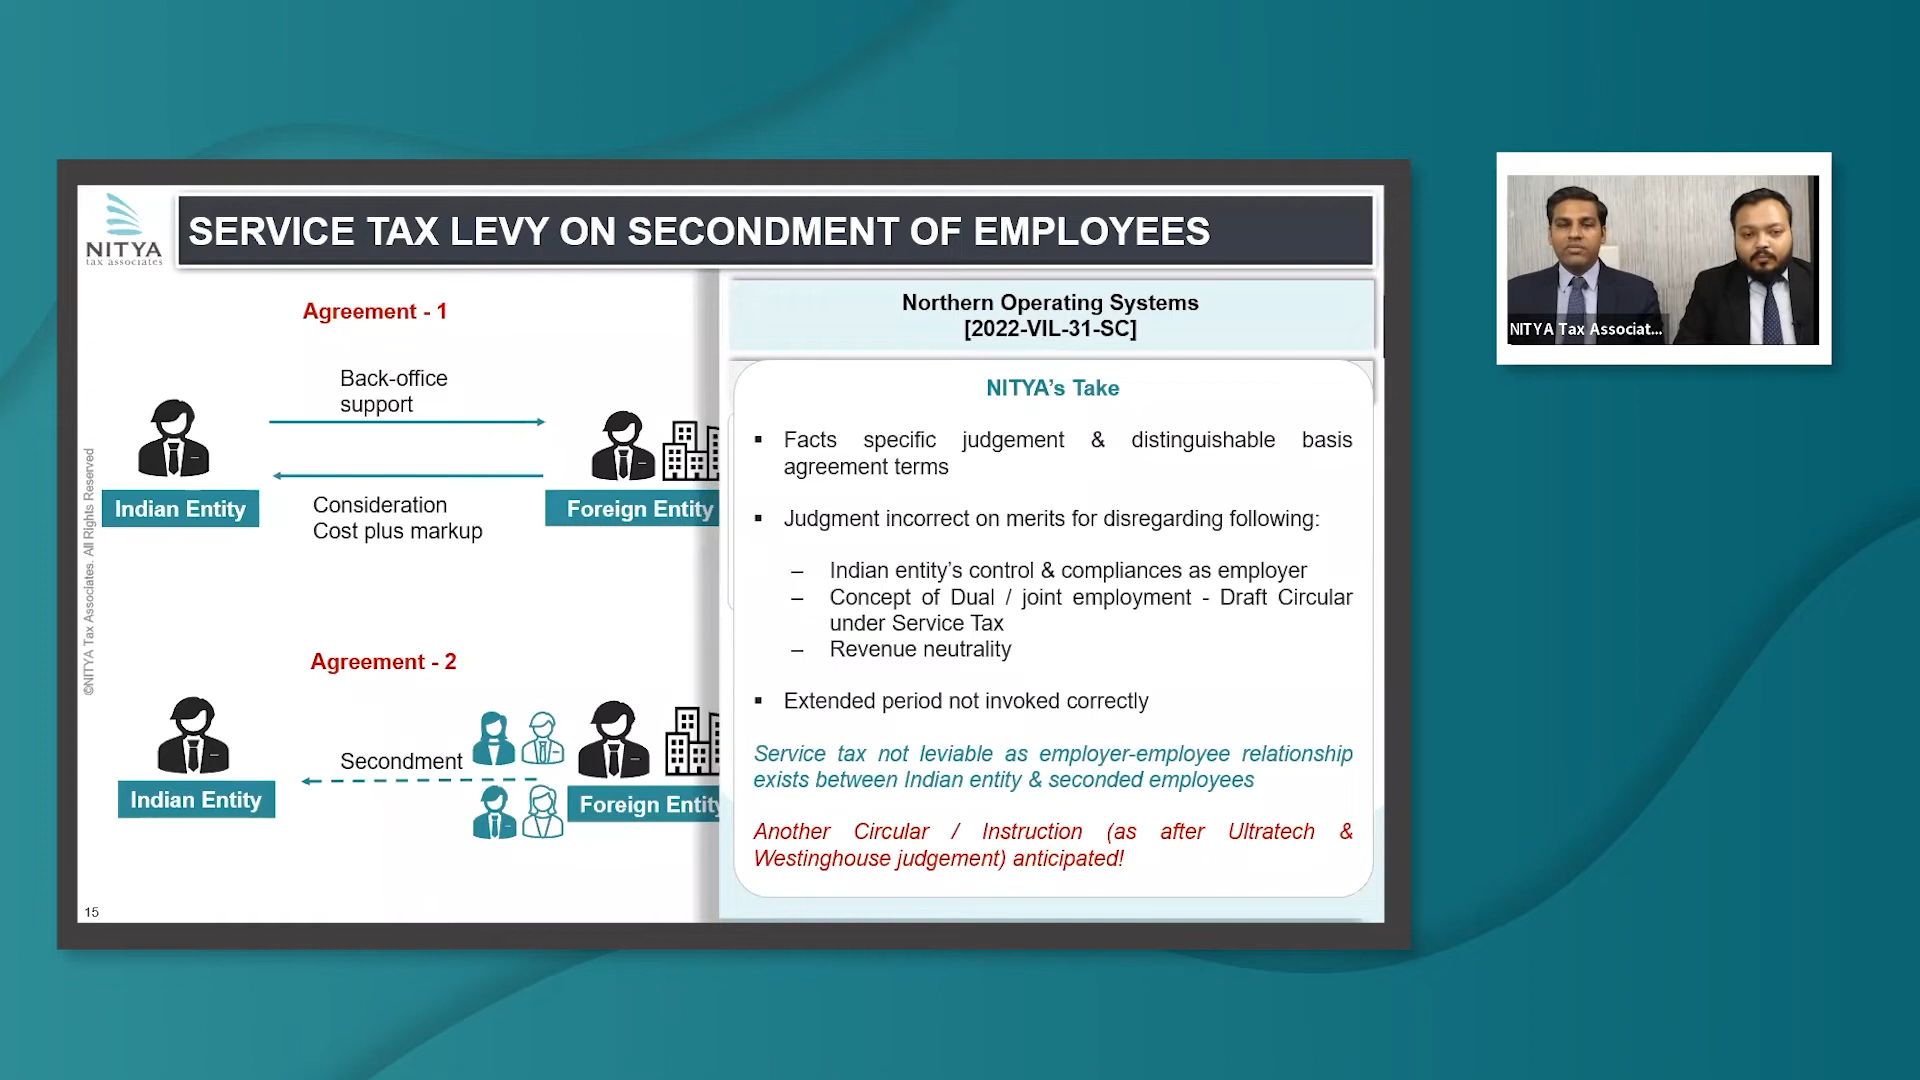 NITYA
tax associates
SERVICE TAX LEVY ON SECONDMENT OF EMPLOYEES
Agreement - 1
Back-office
support
Indian Entity
Foreign Entity
Consideration
Cost plus markup
Agreement - 2
Secondment
Indian Entity
Foreign Entity
©NITYA Tax Associates. All Rights Reserved
15
Northern Operating Systems
[2022-VIL-31-SC]
NITYA's Take
▪ Facts specific judgement & distinguishable basis
agreement terms
▪ Judgment incorrect on merits for disregarding following:
– Indian entity's control & compliances as employer
– Concept of Dual / joint employment - Draft Circular
under Service Tax
– Revenue neutrality
▪ Extended period not invoked correctly
Service tax not leviable as employer-employee relationship
exists between Indian entity & seconded employees
Another Circular / Instruction (as after Ultratech &
Westinghouse judgement) anticipated!
NITYA Tax Associat...